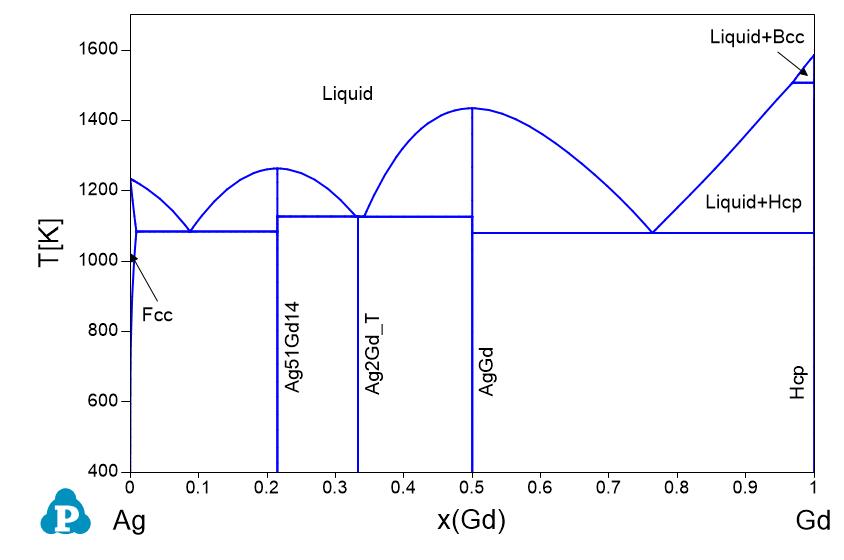 1600
1400
1200
1000
800
600
400
T[K]
Liquid+Bcc
Liquid
Liquid+Hcp
Fcc
Ag51Gd14
Ag2Gd_T
AgGd
Hcp
0 0.1 0.2 0.3 0.4 0.5 0.6 0.7 0.8 0.9 1
P
Ag x(Gd) Gd